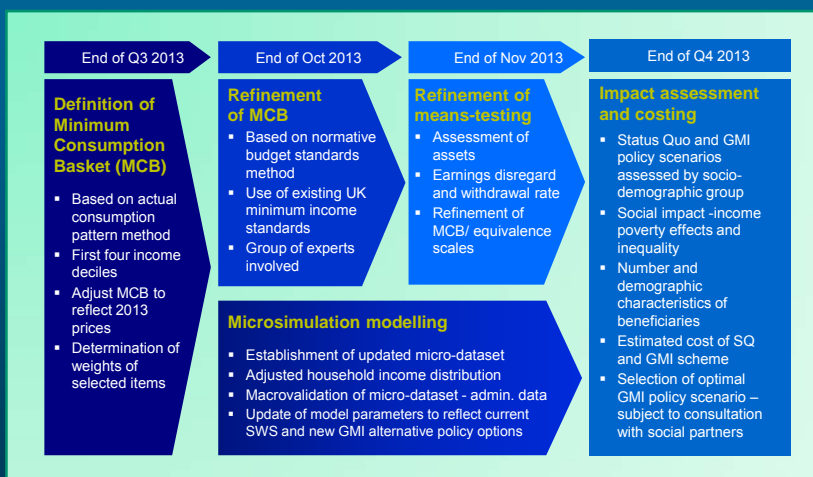 End of Q3 2013
End of Oct 2013
End of Nov 2013
End of Q4 2013
Definition of
Minimum
Consumption
Basket (MCB)
▪ Based on actual
consumption
pattern method
▪ First four income
deciles
▪ Adjust MCB to
reflect 2013
prices
▪ Determination of
weights of
selected items
Refinement
of MCB
▪ Based on normative
budget standards
method
▪ Use of existing UK
minimum income
standards
▪ Group of experts
involved
Refinement of
means-testing
▪ Assessment of
assets
▪ Earnings disregard
and withdrawal rate
▪ Refinement of
MCB/ equivalence
scales
Microsimulation modelling
▪ Establishment of updated micro-dataset
▪ Adjusted household income distribution
▪ Macrovalidation of micro-dataset - admin. data
▪ Update of model parameters to reflect current
SWS and new GMI alternative policy options
Impact assessment
and costing
▪ Status Quo and GMI
policy scenarios
assessed by socio-
demographic group
▪ Social impact -income
poverty effects and
inequality
▪ Number and
demographic
characteristics of
beneficiaries
▪ Estimated cost of SQ
and GMI scheme
▪ Selection of optimal
GMI policy scenario –
subject to consultation
with social partners